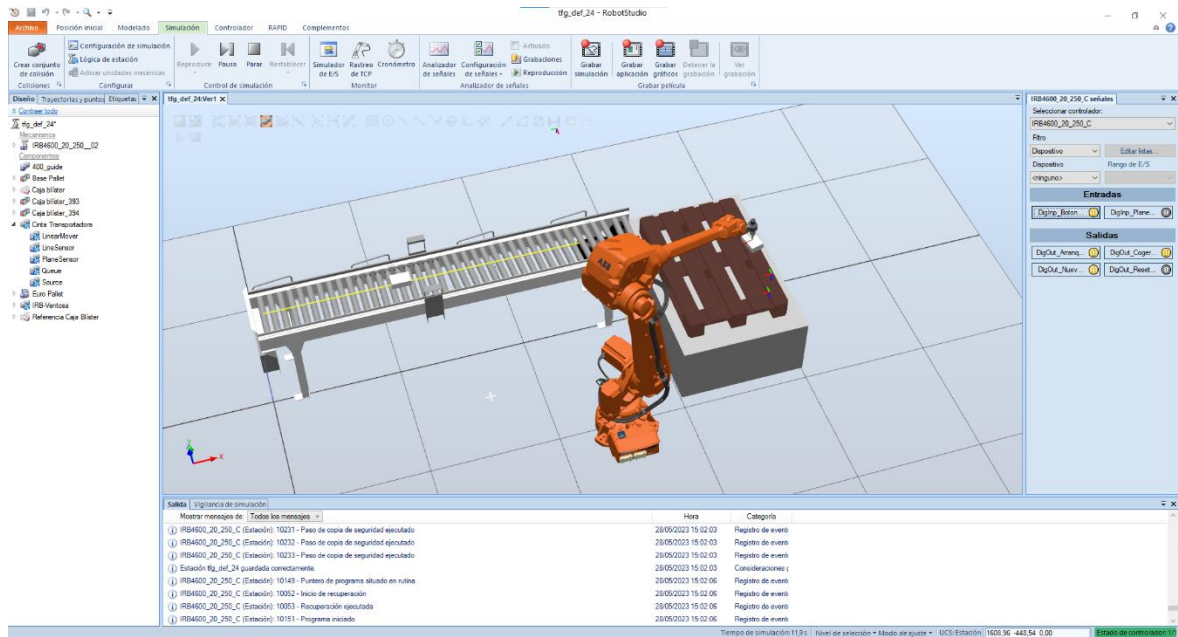 tfg_def_24 - RobotStudio
Archivo Posición inicial Modelado Simulación Controlador RAPID Complementos
Crear conjunto de colisión
Configuración de simulación
Lógica de estación
Activar unidades mecánicas
Reproducir Pausa Parar Restablecer
Simulador de E/S
Rastreo de TCP
Cronómetro
Analizador de señales
Configuración de señales
Activado
Grabaciones
Reproducción
Grabar simulación
Grabar aplicación
Grabar gráficos
Detener la grabación
Ver grabación
Colisiones Configurar Control de simulación Monitor Analizador de señales Grabar película
Diseño Trayectorias y puntos Etiquetas
Contraer todo
tfg_def_24*
Mecanismos
IRB4600_20_250__02
Componentes
400_guide
Base Pallet
Caja blíster
Caja blíster_393
Caja blíster_394
Cinta Transportadora
LinearMover
LineSensor
PlaneSensor
Queue
Source
Euro Pallet
IRB-Ventosa
Referencia Caja Blíster
tfg_def_24:Ver1
ABB
IRB4600_20_250_C señales
Seleccionar controlador:
IRB4600_20_250_C
Filtro
Dispositivo Editar listas...
Dispositivo Rango de E/S
<ninguno>
Entradas
DigInp_Boton... DigInp_Plane...
Salidas
DigOut_Arranq... DigOut_Coger...
DigOut_Nuev... DigOut_Reset...
Salida Vigilancia de simulación
Mostrar mensajes de: Todos los mensajes Hora Categoría
IRB4600_20_250_C (Estación): 10231 - Paso de copia de seguridad ejecutado 28/05/2023 15:02:03 Registro de event
IRB4600_20_250_C (Estación): 10232 - Paso de copia de seguridad ejecutado 28/05/2023 15:02:03 Registro de event
IRB4600_20_250_C (Estación): 10233 - Paso de copia de seguridad ejecutado 28/05/2023 15:02:03 Registro de event
Estación tfg_def_24 guardada correctamente. 28/05/2023 15:02:03 Consideraciones
IRB4600_20_250_C (Estación): 10149 - Puntero de programa situado en rutina 28/05/2023 15:02:06 Registro de event
IRB4600_20_250_C (Estación): 10052 - Inicio de recuperación 28/05/2023 15:02:06 Registro de event
IRB4600_20_250_C (Estación): 10053 - Recuperación ejecutada 28/05/2023 15:02:06 Registro de event
IRB4600_20_250_C (Estación): 10151 - Programa iniciado 28/05/2023 15:02:06 Registro de event
Tiempo de simulación: 11,9 s Nivel de selección Modo de ajuste UCS: Estación 1608,96 -448,54 0,00 Estado de controlador: 1/1